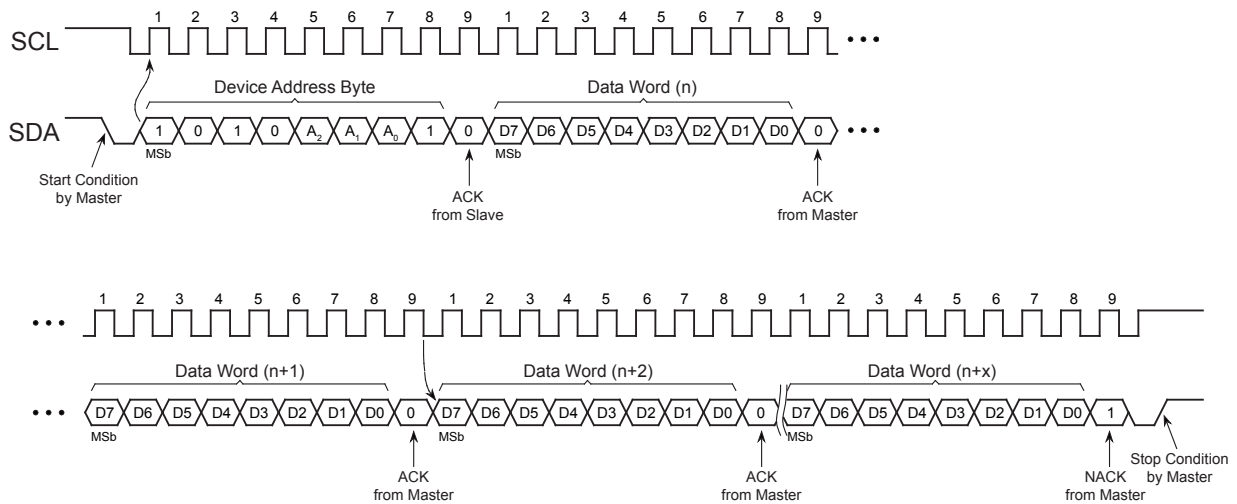 1 2 3 4 5 6 7 8 9 1 2 3 4 5 6 7 8 9
SCL
Device Address Byte Data Word (n)
SDA 1 0 1 0 A2 A1 A0 1 0 D7 D6 D5 D4 D3 D2 D1 D0 0
MSb MSb
Start Condition
by Master
ACK
from Slave
ACK
from Master
1 2 3 4 5 6 7 8 9 1 2 3 4 5 6 7 8 9 1 2 3 4 5 6 7 8 9
Data Word (n+1) Data Word (n+2) Data Word (n+x)
D7 D6 D5 D4 D3 D2 D1 D0 0 D7 D6 D5 D4 D3 D2 D1 D0 0 D7 D6 D5 D4 D3 D2 D1 D0 1
MSb MSb MSb
ACK
from Master
ACK
from Master
NACK
from Master
Stop Condition
by Master